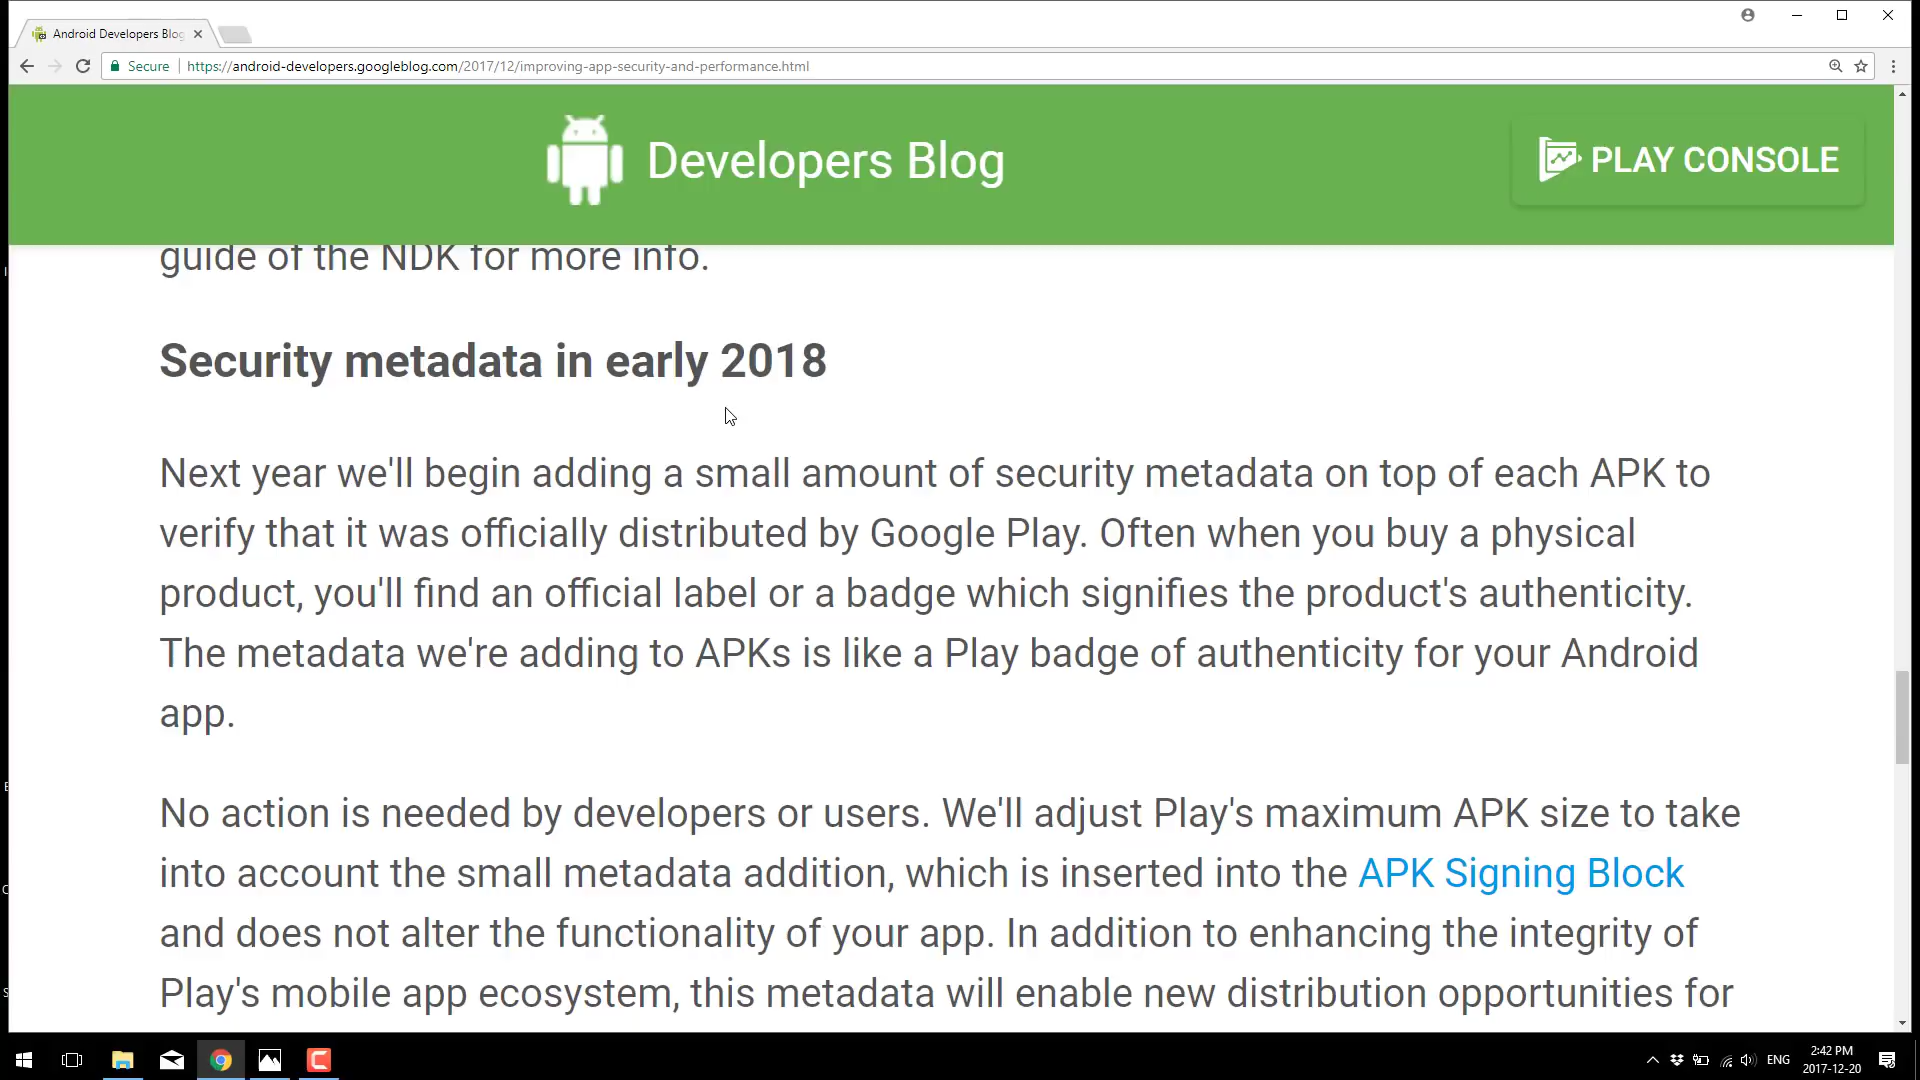 Android Developers Blog
Secure
https://android-developers.googleblog.com/2017/12/improving-app-security-and-performance.html
Developers Blog
PLAY CONSOLE
guide of the NDK for more info.
Security metadata in early 2018
Next year we'll begin adding a small amount of security metadata on top of each APK to
verify that it was officially distributed by Google Play. Often when you buy a physical
product, you'll find an official label or a badge which signifies the product's authenticity.
The metadata we're adding to APKs is like a Play badge of authenticity for your Android
app.
No action is needed by developers or users. We'll adjust Play's maximum APK size to take
into account the small metadata addition, which is inserted into the APK Signing Block
and does not alter the functionality of your app. In addition to enhancing the integrity of
Play's mobile app ecosystem, this metadata will enable new distribution opportunities for
ENG
2:42 PM
2017-12-20